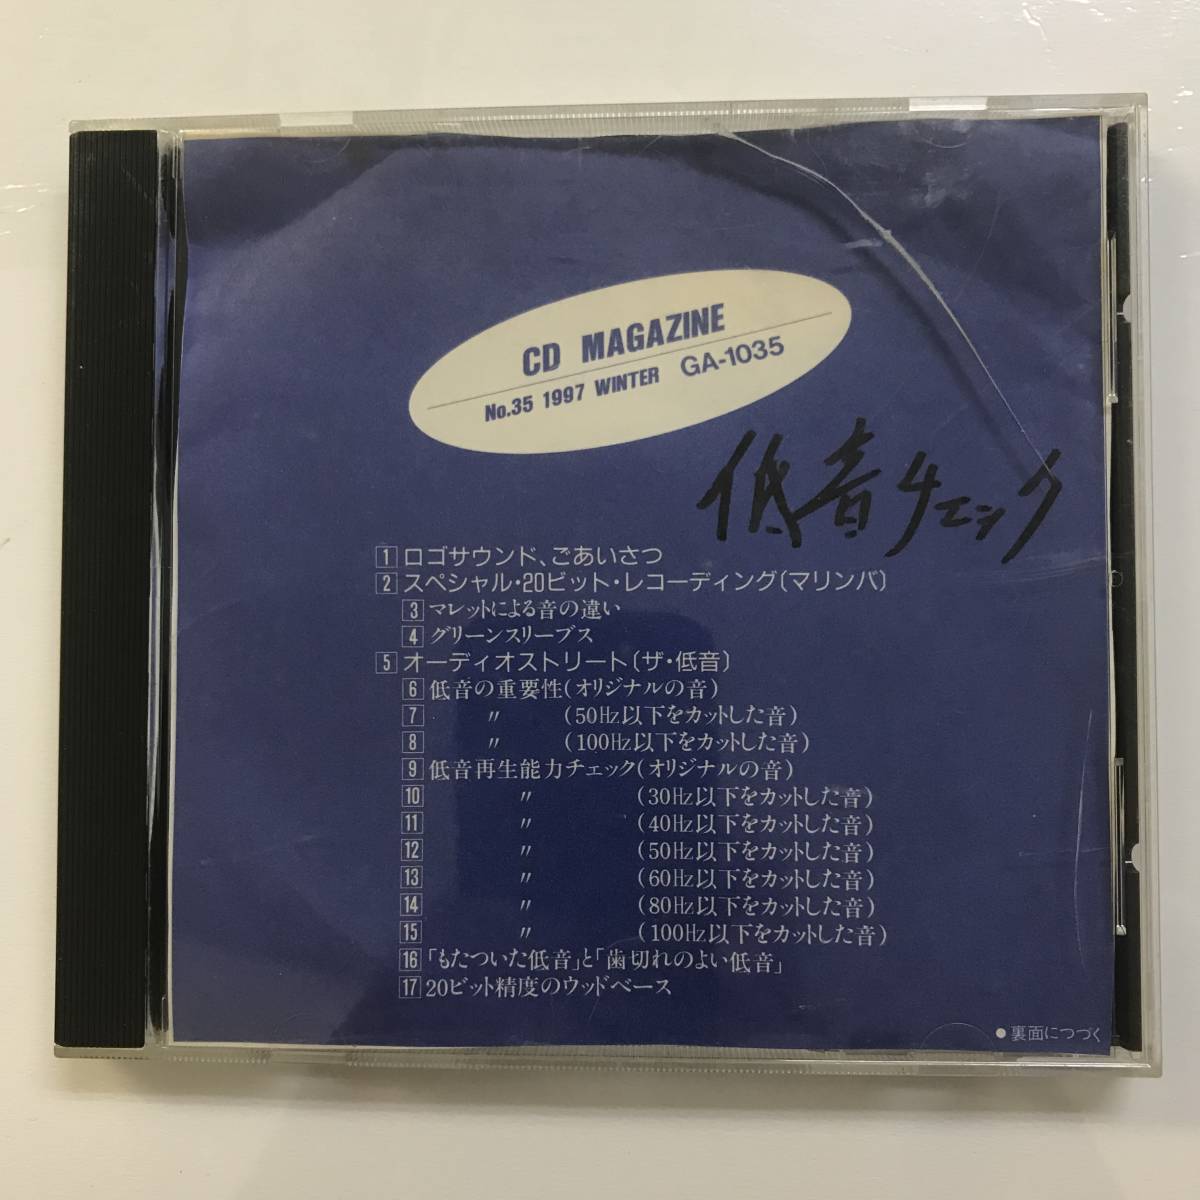 CD MAGAZINE
No.35 1997 WINTER GA-1035
低音チェック
1 ロゴサウンド、ごあいさつ
2 スペシャル・20ビット・レコーディング〔マリンバ〕
3 マレットによる音の違い
4 グリーンスリーブス
5 オーディオストリート〔ザ・低音〕
6 低音の重要性(オリジナルの音)
7 〃 (50Hz以下をカットした音)
8 〃 (100Hz以下をカットした音)
9 低音再生能力チェック(オリジナルの音)
10 〃 (30Hz以下をカットした音)
11 〃 (40Hz以下をカットした音)
12 〃 (50Hz以下をカットした音)
13 〃 (60Hz以下をカットした音)
14 〃 (80Hz以下をカットした音)
15 〃 (100Hz以下をカットした音)
16 「もたついた低音」と「歯切れのよい低音」
17 20ビット精度のウッドベース
●裏面につづく